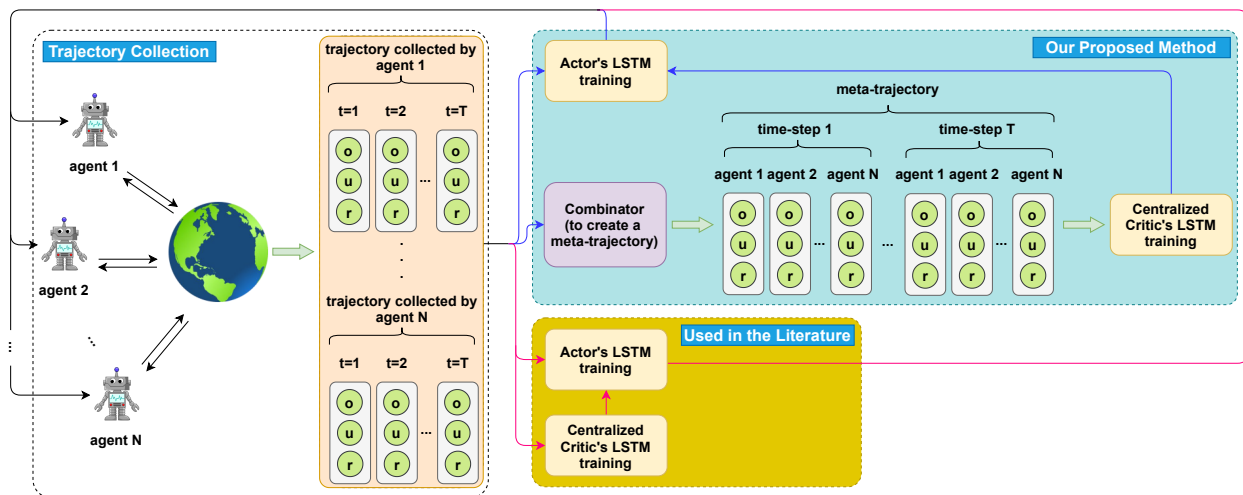 Trajectory Collection
agent 1
agent 2
...
...
agent N
trajectory collected by
agent 1
t=1 t=2 t=T
o o o
u u ... u
r r r
.
.
.
trajectory collected by
agent N
t=1 t=2 t=T
o o o
u u ... u
r r r
Our Proposed Method
Actor's LSTM
training
Combinator
(to create a
meta-trajectory)
meta-trajectory
time-step 1 time-step T
agent 1 agent 2 agent N agent 1 agent 2 agent N
o o o o o o
u u ... u ... u u ... u
r r r r r r
Centralized
Critic's LSTM
training
Used in the Literature
Actor's LSTM
training
Centralized
Critic's LSTM
training